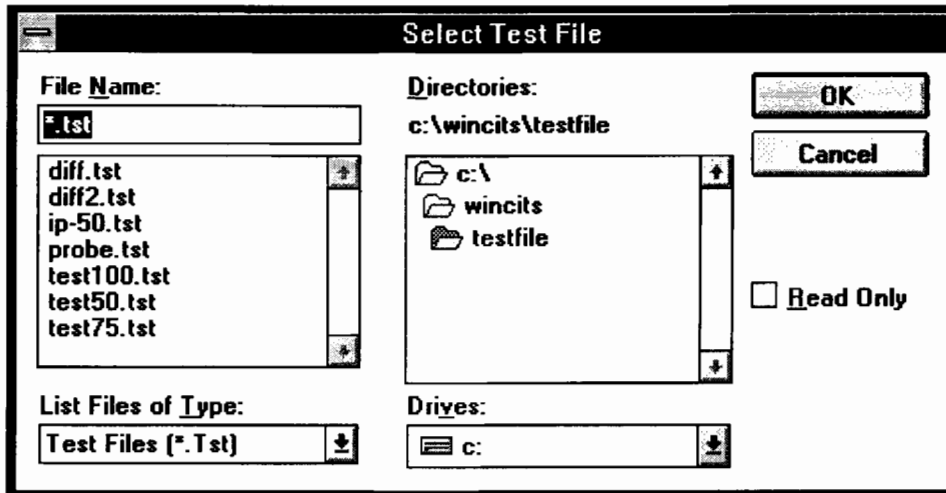 Select Test File
File Name:
*.tst
diff.tst
diff2.tst
ip-50.tst
probe.tst
test100.tst
test50.tst
test75.tst
List Files of Type:
Test Files (*.Tst)
Directories:
c:\wincits\testfile
c:\
wincits
testfile
Drives:
c:
OK
Cancel
Read Only